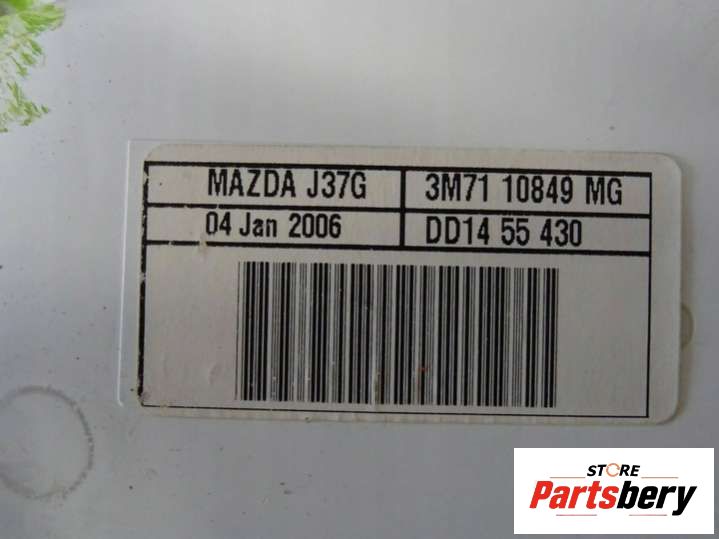 MAZDA J37G 3M71 10849 MG
04 Jan 2006 DD14 55 430
STORE
Partsbery